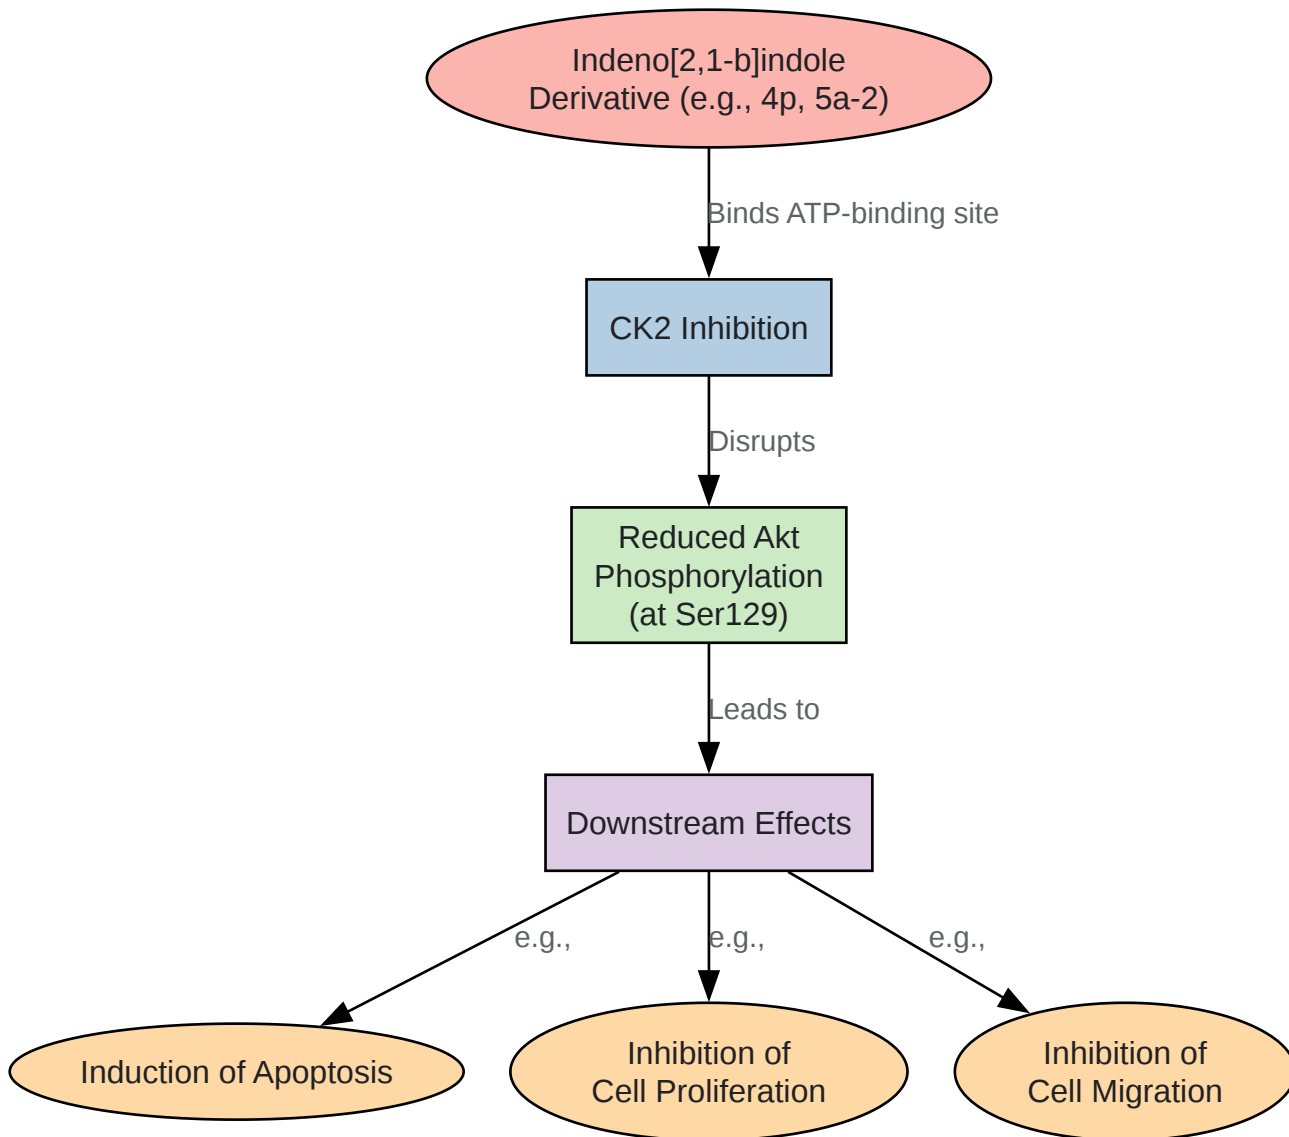 Indeno[2,1-b]indole
Derivative (e.g., 4p, 5a-2)
Binds ATP-binding site
CK2 Inhibition
Disrupts
Reduced Akt
Phosphorylation
(at Ser129)
Leads to
Downstream Effects
e.g.,
e.g.,
e.g.,
Induction of Apoptosis
Inhibition of
Cell Proliferation
Inhibition of
Cell Migration